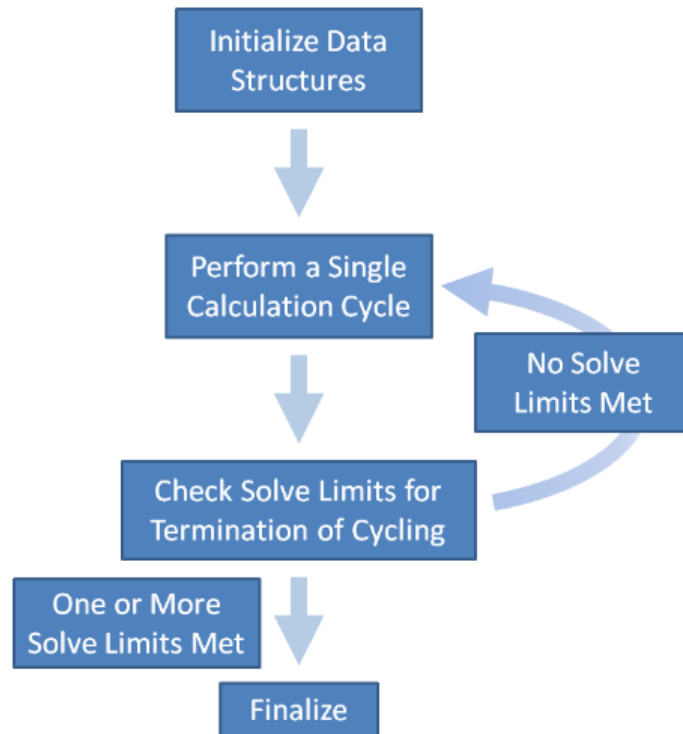 Initialize Data
Structures
Perform a Single
Calculation Cycle
No Solve
Limits Met
Check Solve Limits for
Termination of Cycling
One or More
Solve Limits Met
Finalize